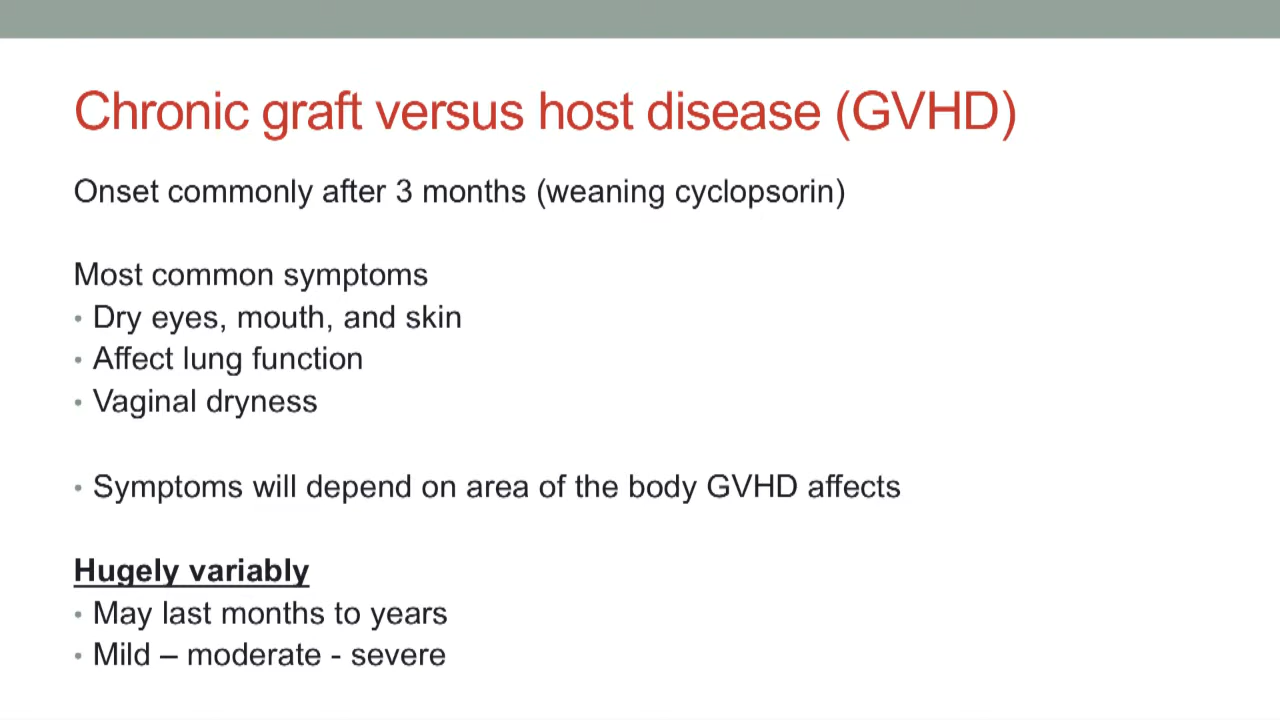 Chronic graft versus host disease (GVHD)
Onset commonly after 3 months (weaning cyclopsorin)
Most common symptoms
• Dry eyes, mouth, and skin
• Affect lung function
• Vaginal dryness
• Symptoms will depend on area of the body GVHD affects
Hugely variably
• May last months to years
• Mild – moderate - severe